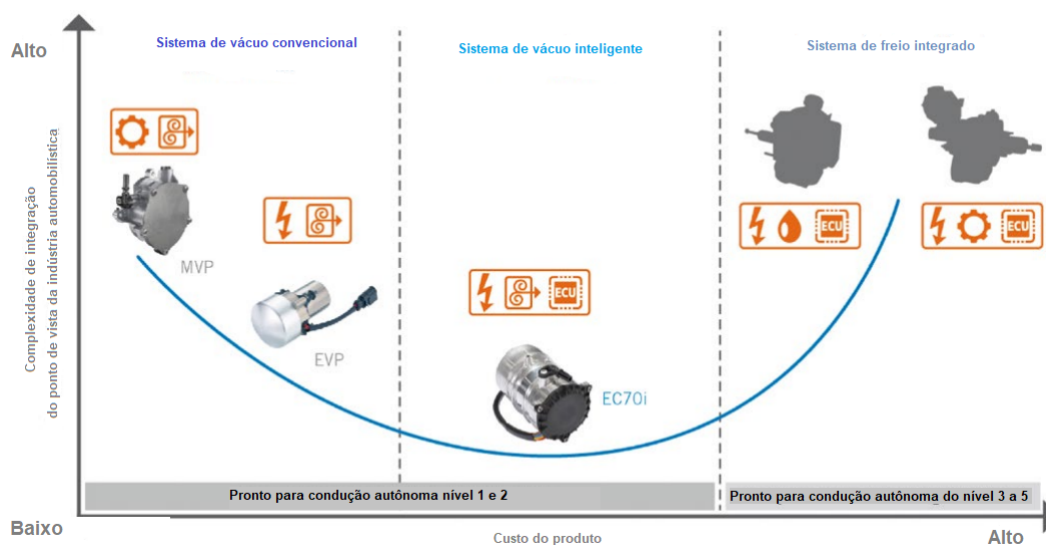 Alto
Sistema de vácuo convencional
Sistema de vácuo inteligente
Sistema de freio integrado
Complexidade de integração
do ponto de vista da indústria automobilística
MVP
EVP
ECU
EC70i
ECU
ECU
Pronto para condução autônoma nível 1 e 2
Pronto para condução autônoma do nível 3 a 5
Baixo
Custo do produto
Alto